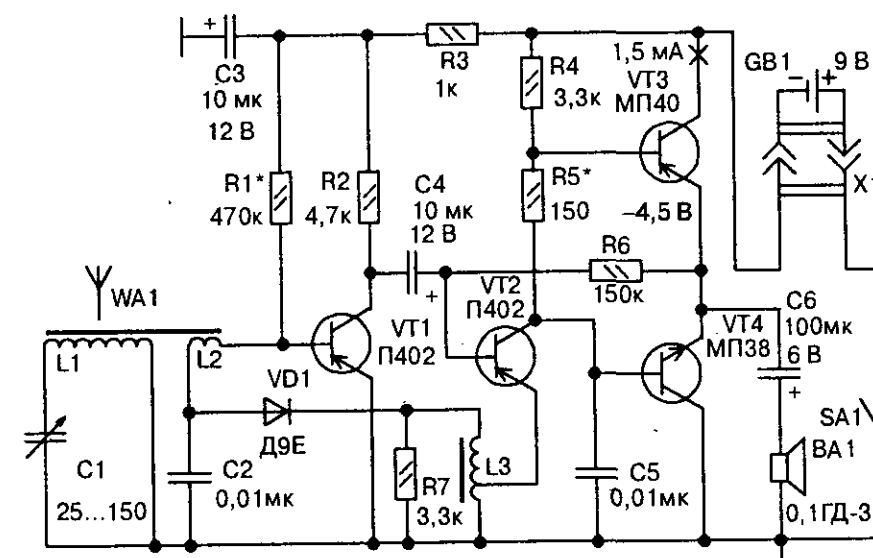 C3
10 мк
12 В
R3
1к
R4
3,3к
1,5 мА
VT3
МП40
GB1
9 В
R1*
470к
R2
4,7к
C4
10 мк
12 В
R5*
150
–4,5 В
R6
150к
WA1
L1
L2
VT1
П402
VT2
П402
VT4
МП38
C6
100мк
6 В
VD1
Д9Е
C1
25...150
C2
0,01мк
R7
3,3к
L3
C5
0,01мк
SA1
BA1
0,1ГД-3